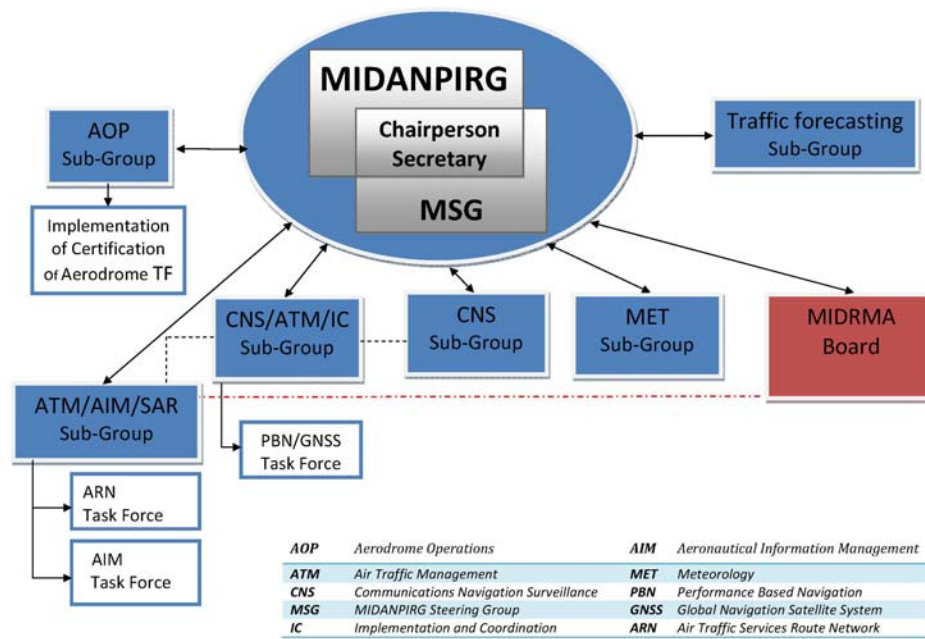 MIDANPIRG
Chairperson
Secretary
MSG
AOP
Sub-Group
Traffic forecasting
Sub-Group
Implementation
of Certification
of Aerodrome TF
CNS/ATM/IC
Sub-Group
CNS
Sub-Group
MET
Sub-Group
MIDRMA
Board
ATM/AIM/SAR
Sub-Group
PBN/GNSS
Task Force
ARN
Task Force
AIM
Task Force
AOP Aerodrome Operations AIM Aeronautical Information Management
ATM Air Traffic Management MET Meteorology
CNS Communications Navigation Surveillance PBN Performance Based Navigation
MSG MIDANPIRG Steering Group GNSS Global Navigation Satellite System
IC Implementation and Coordination ARN Air Traffic Services Route Network